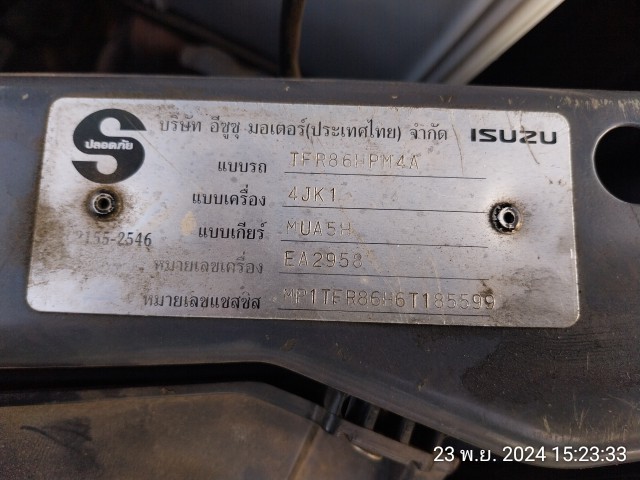 S ปลอดภัย
บริษัท อีซูซุ มอเตอร์(ประเทศไทย) จำกัด ISUZU
แบบรถ TFR86HPM4A
แบบเครื่อง 4JK1
แบบเกียร์ MUA5H
2155-2546
หมายเลขเครื่อง EA2958
หมายเลขแชสซีส MP1TFR86H6T185599
23 พ.ย. 2024 15:23:33